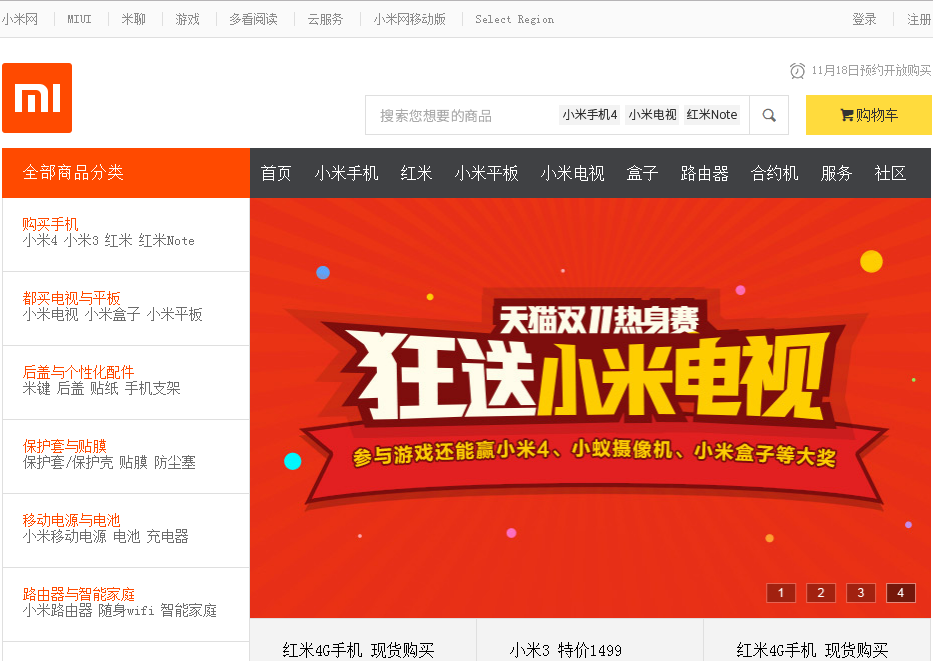 小米网 MIUI 米聊 游戏 多看阅读 云服务 小米网移动版 Select Region 登录 注册
11月18日预约开放购买
mi
搜索您想要的商品 小米手机4 小米电视 红米Note 购物车
全部商品分类 首页 小米手机 红米 小米平板 小米电视 盒子 路由器 合约机 服务 社区
购买手机
小米4 小米3 红米 红米Note
都买电视与平板
小米电视 小米盒子 小米平板
后盖与个性化配件
米键 后盖 贴纸 手机支架
保护套与贴膜
保护套/保护壳 贴膜 防尘塞
移动电源与电池
小米移动电源 电池 充电器
路由器与智能家庭
小米路由器 随身wifi 智能家庭
天猫双11热身赛
狂送小米电视
参与游戏还能赢小米4、小蚁摄像机、小米盒子等大奖
1 2 3 4
红米4G手机 现货购买 小米3 特价1499 红米4G手机 现货购买